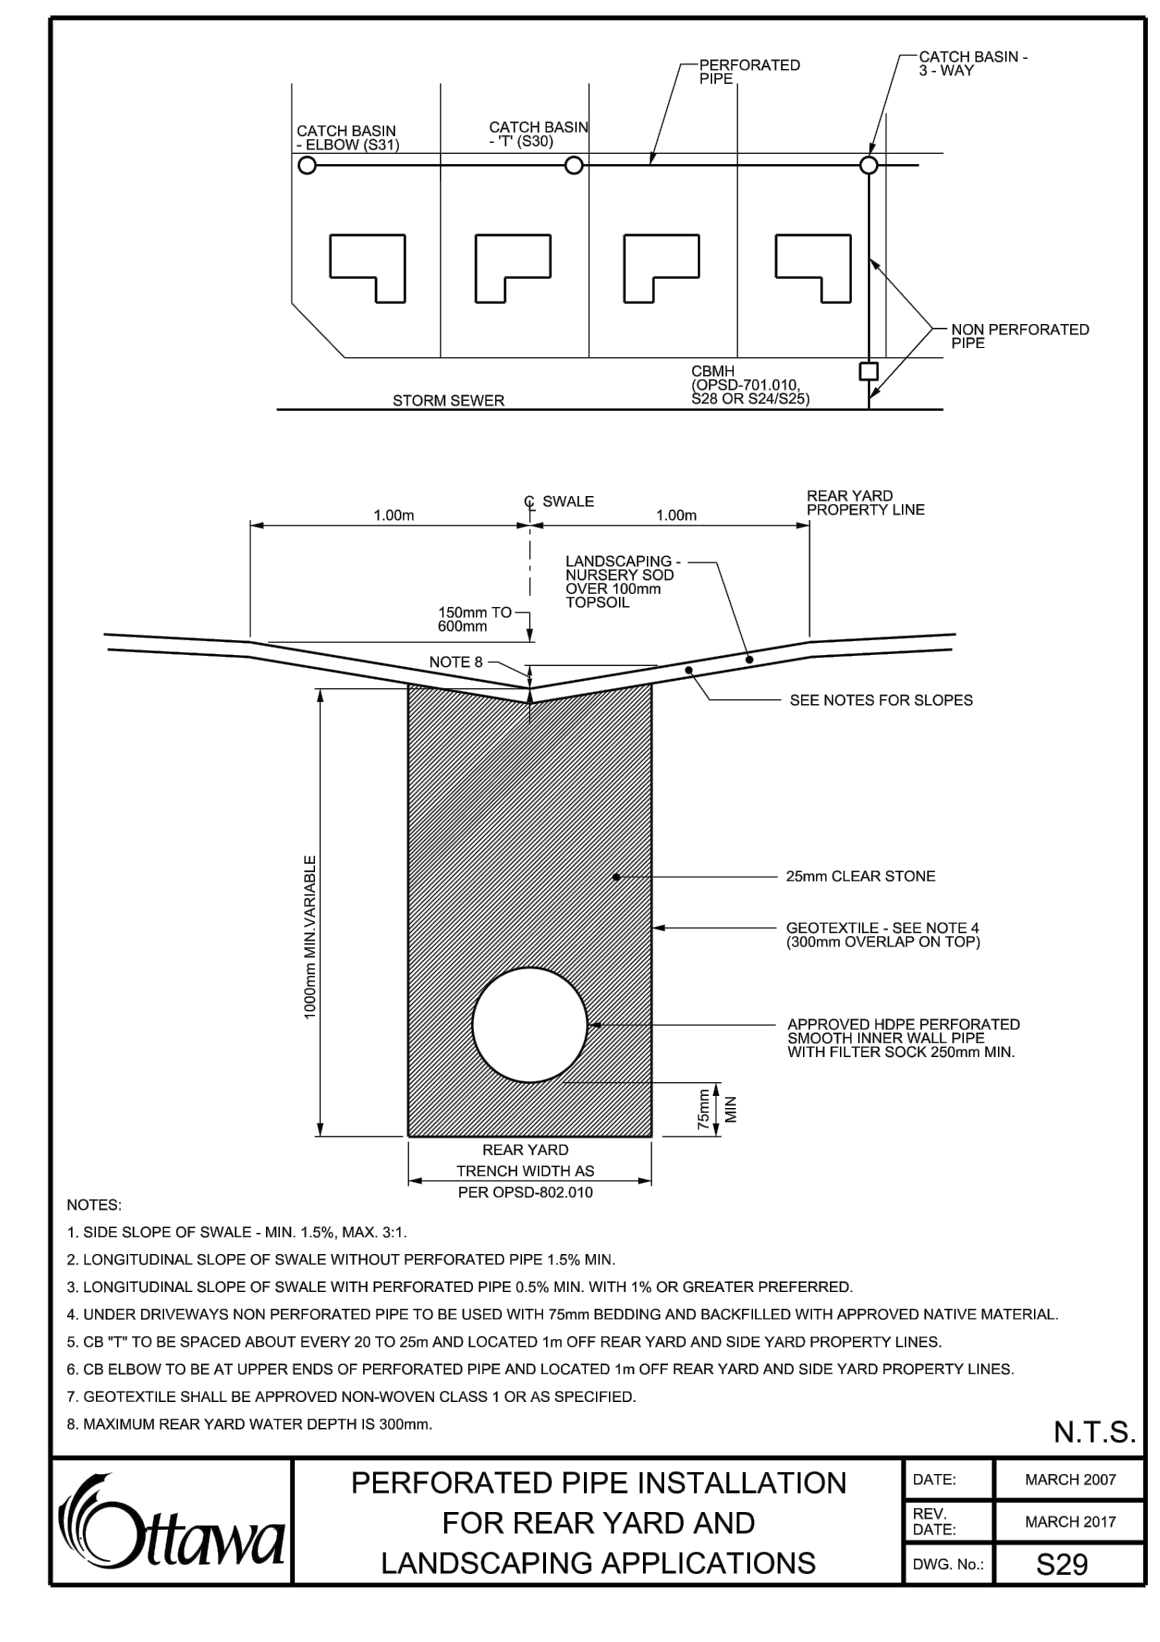 PERFORATED
PIPE
CATCH BASIN -
3 - WAY
CATCH BASIN
- ELBOW (S31)
CATCH BASIN
- 'T' (S30)
NON PERFORATED
PIPE
CBMH
(OPSD-701.010,
S28 OR S24/S25)
STORM SEWER
℄ SWALE
REAR YARD
PROPERTY LINE
1.00m
1.00m
LANDSCAPING -
NURSERY SOD
OVER 100mm
TOPSOIL
150mm TO
600mm
NOTE 8
SEE NOTES FOR SLOPES
1000mm MIN.VARIABLE
25mm CLEAR STONE
GEOTEXTILE - SEE NOTE 4
(300mm OVERLAP ON TOP)
APPROVED HDPE PERFORATED
SMOOTH INNER WALL PIPE
WITH FILTER SOCK 250mm MIN.
75mm
MIN
REAR YARD
TRENCH WIDTH AS
PER OPSD-802.010
NOTES:
1. SIDE SLOPE OF SWALE - MIN. 1.5%, MAX. 3:1.
2. LONGITUDINAL SLOPE OF SWALE WITHOUT PERFORATED PIPE 1.5% MIN.
3. LONGITUDINAL SLOPE OF SWALE WITH PERFORATED PIPE 0.5% MIN. WITH 1% OR GREATER PREFERRED.
4. UNDER DRIVEWAYS NON PERFORATED PIPE TO BE USED WITH 75mm BEDDING AND BACKFILLED WITH APPROVED NATIVE MATERIAL.
5. CB "T" TO BE SPACED ABOUT EVERY 20 TO 25m AND LOCATED 1m OFF REAR YARD AND SIDE YARD PROPERTY LINES.
6. CB ELBOW TO BE AT UPPER ENDS OF PERFORATED PIPE AND LOCATED 1m OFF REAR YARD AND SIDE YARD PROPERTY LINES.
7. GEOTEXTILE SHALL BE APPROVED NON-WOVEN CLASS 1 OR AS SPECIFIED.
8. MAXIMUM REAR YARD WATER DEPTH IS 300mm.
N.T.S.
Ottawa
PERFORATED PIPE INSTALLATION
FOR REAR YARD AND
LANDSCAPING APPLICATIONS
DATE:
MARCH 2007
REV.
DATE:
MARCH 2017
DWG. No.:
S29